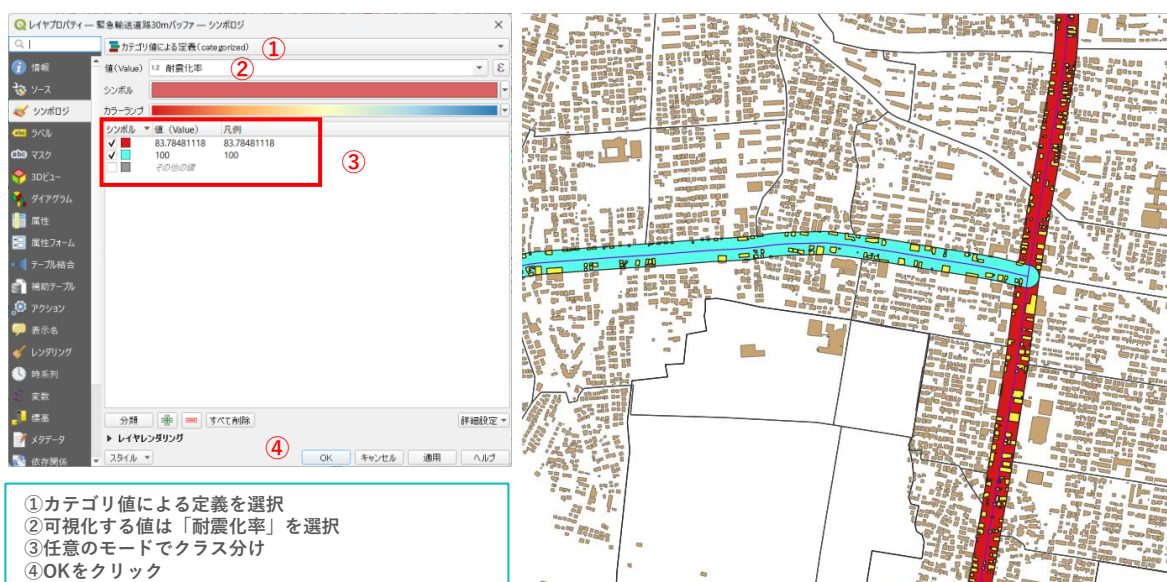 レイヤプロパティ — 緊急輸送道路30mバッファ — シンボロジ
カテゴリ値による定義(categorized)
①
情報
ソース
シンボロジ
ラベル
マスク
3Dビュー
ダイアグラム
属性
属性フォーム
テーブル結合
補助テーブル
アクション
表示名
レンダリング
時系列
変数
標高
メタデータ
依存関係
値(Value) 1.2 耐震化率
②
ε
シンボル
カラーランプ
シンボル 値 (Value) 凡例
83.78481118 83.78481118
100 100
その他の値
③
分類 すべて削除 詳細設定
レイヤレンダリング
④
スタイル OK キャンセル 適用 ヘルプ
①カテゴリ値による定義を選択
②可視化する値は「耐震化率」を選択
③任意のモードでクラス分け
④OKをクリック